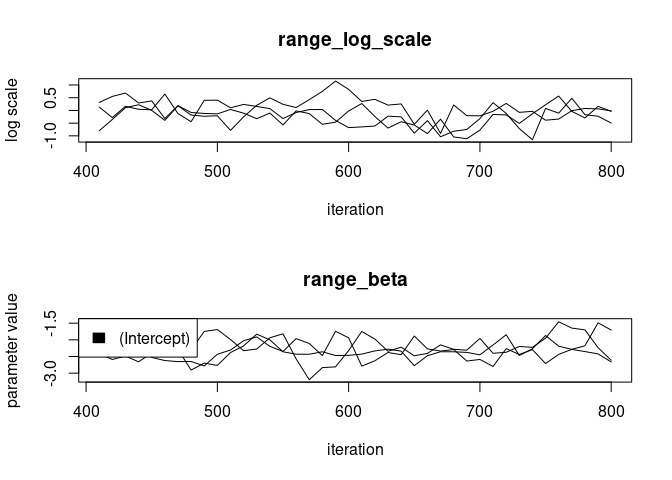 range_log_scale
log scale
0.5
-1.0
400 500 600 700 800
iteration
range_beta
parameter value
-1.5
-3.0
(Intercept)
400 500 600 700 800
iteration